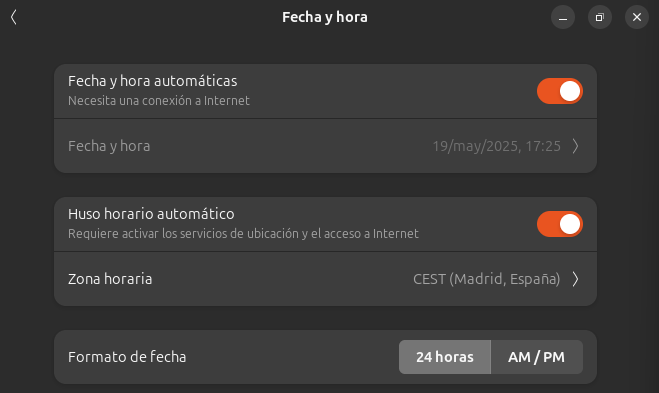 Fecha y hora
Fecha y hora automáticas
Necesita una conexión a Internet
Fecha y hora 19/may/2025, 17:25
Huso horario automático
Requiere activar los servicios de ubicación y el acceso a Internet
Zona horaria CEST (Madrid, España)
Formato de fecha 24 horas AM / PM